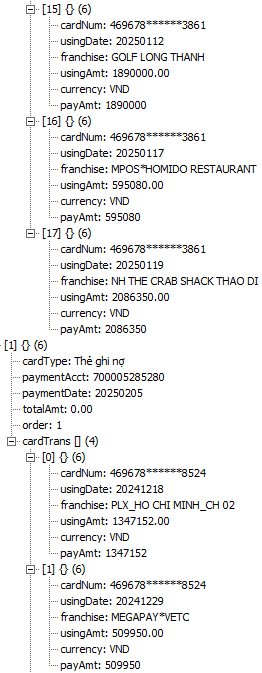 [15] {} (6)
cardNum: 469678******3861
usingDate: 20250112
franchise: GOLF LONG THANH
usingAmt: 1890000.00
currency: VND
payAmt: 1890000
[16] {} (6)
cardNum: 469678******3861
usingDate: 20250117
franchise: MPOS*HOMIDO RESTAURANT
usingAmt: 595080.00
currency: VND
payAmt: 595080
[17] {} (6)
cardNum: 469678******3861
usingDate: 20250119
franchise: NH THE CRAB SHACK THAO DI
usingAmt: 2086350.00
currency: VND
payAmt: 2086350
[1] {} (6)
cardType: Thẻ ghi nợ
paymentAcct: 700005285280
paymentDate: 20250205
totalAmt: 0.00
order: 1
cardTrans [] (4)
[0] {} (6)
cardNum: 469678******8524
usingDate: 20241218
franchise: PLX_HO CHI MINH_CH 02
usingAmt: 1347152.00
currency: VND
payAmt: 1347152
[1] {} (6)
cardNum: 469678******8524
usingDate: 20241229
franchise: MEGAPAY*VETC
usingAmt: 509950.00
currency: VND
payAmt: 509950